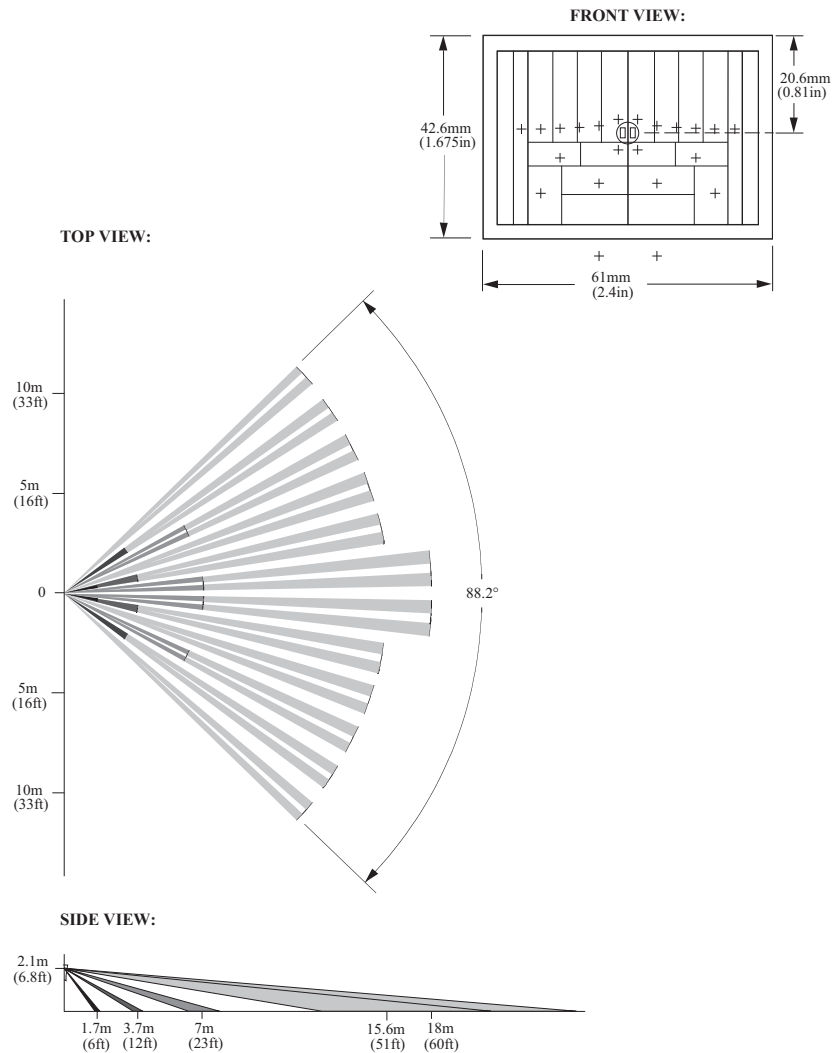 FRONT VIEW:
20.6mm
(0.81in)
42.6mm
(1.675in)
61mm
(2.4in)
TOP VIEW:
10m
(33ft)
5m
(16ft)
0
88.2°
5m
(16ft)
10m
(33ft)
SIDE VIEW:
2.1m
(6.8ft)
1.7m
(6ft)
3.7m
(12ft)
7m
(23ft)
15.6m
(51ft)
18m
(60ft)